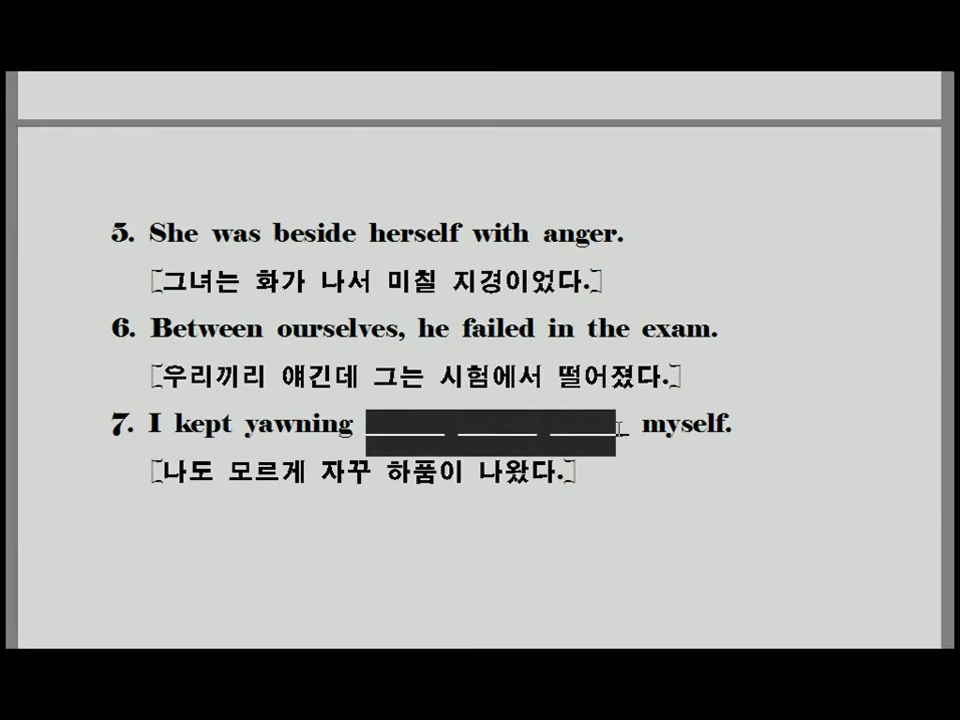 5. She was beside herself with anger.
[그녀는 화가 나서 미칠 지경이었다.]
6. Between ourselves, he failed in the exam.
[우리끼리 얘긴데 그는 시험에서 떨어졌다.]
7. I kept yawning ___ ___ ___ myself.
[나도 모르게 자꾸 하품이 나왔다.]